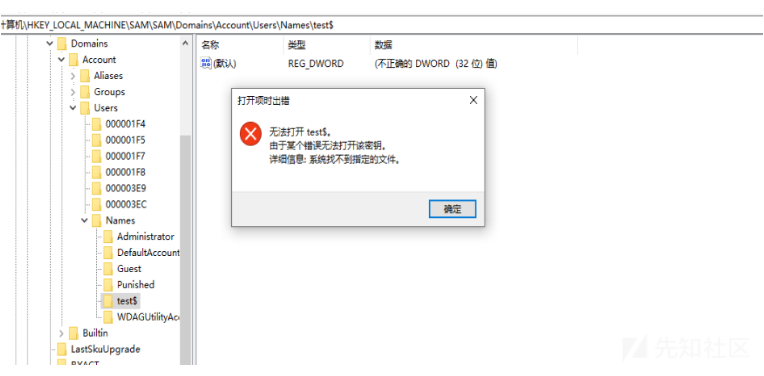 计算机\HKEY_LOCAL_MACHINE\SAM\SAM\Domains\Account\Users\Names\test$
Domains
名称 类型 数据
Account
(默认) REG_DWORD (不正确的 DWORD (32 位) 值)
Aliases
Groups
Users
000001F4
000001F5
000001F7
000001F8
000003E9
000003EC
Names
Administrator
DefaultAccount
Guest
Punished
test$
WDAGUtilityAc
Builtin
LastSkuUpgrade
RXACT
打开项时出错
无法打开 test$。
由于某个错误无法打开该密钥。
详细信息: 系统找不到指定的文件。
确定
先知社区